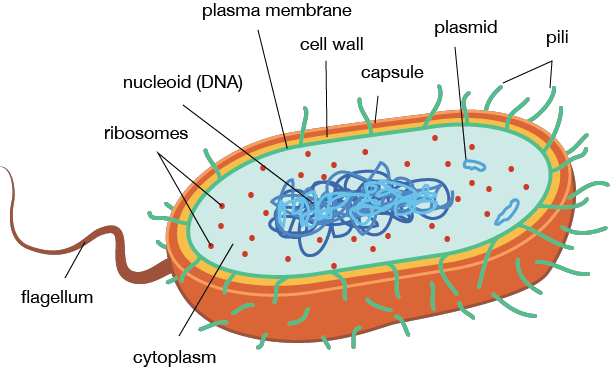 plasma membrane
cell wall
plasmid
pili
capsule
nucleoid (DNA)
ribosomes
flagellum
cytoplasm